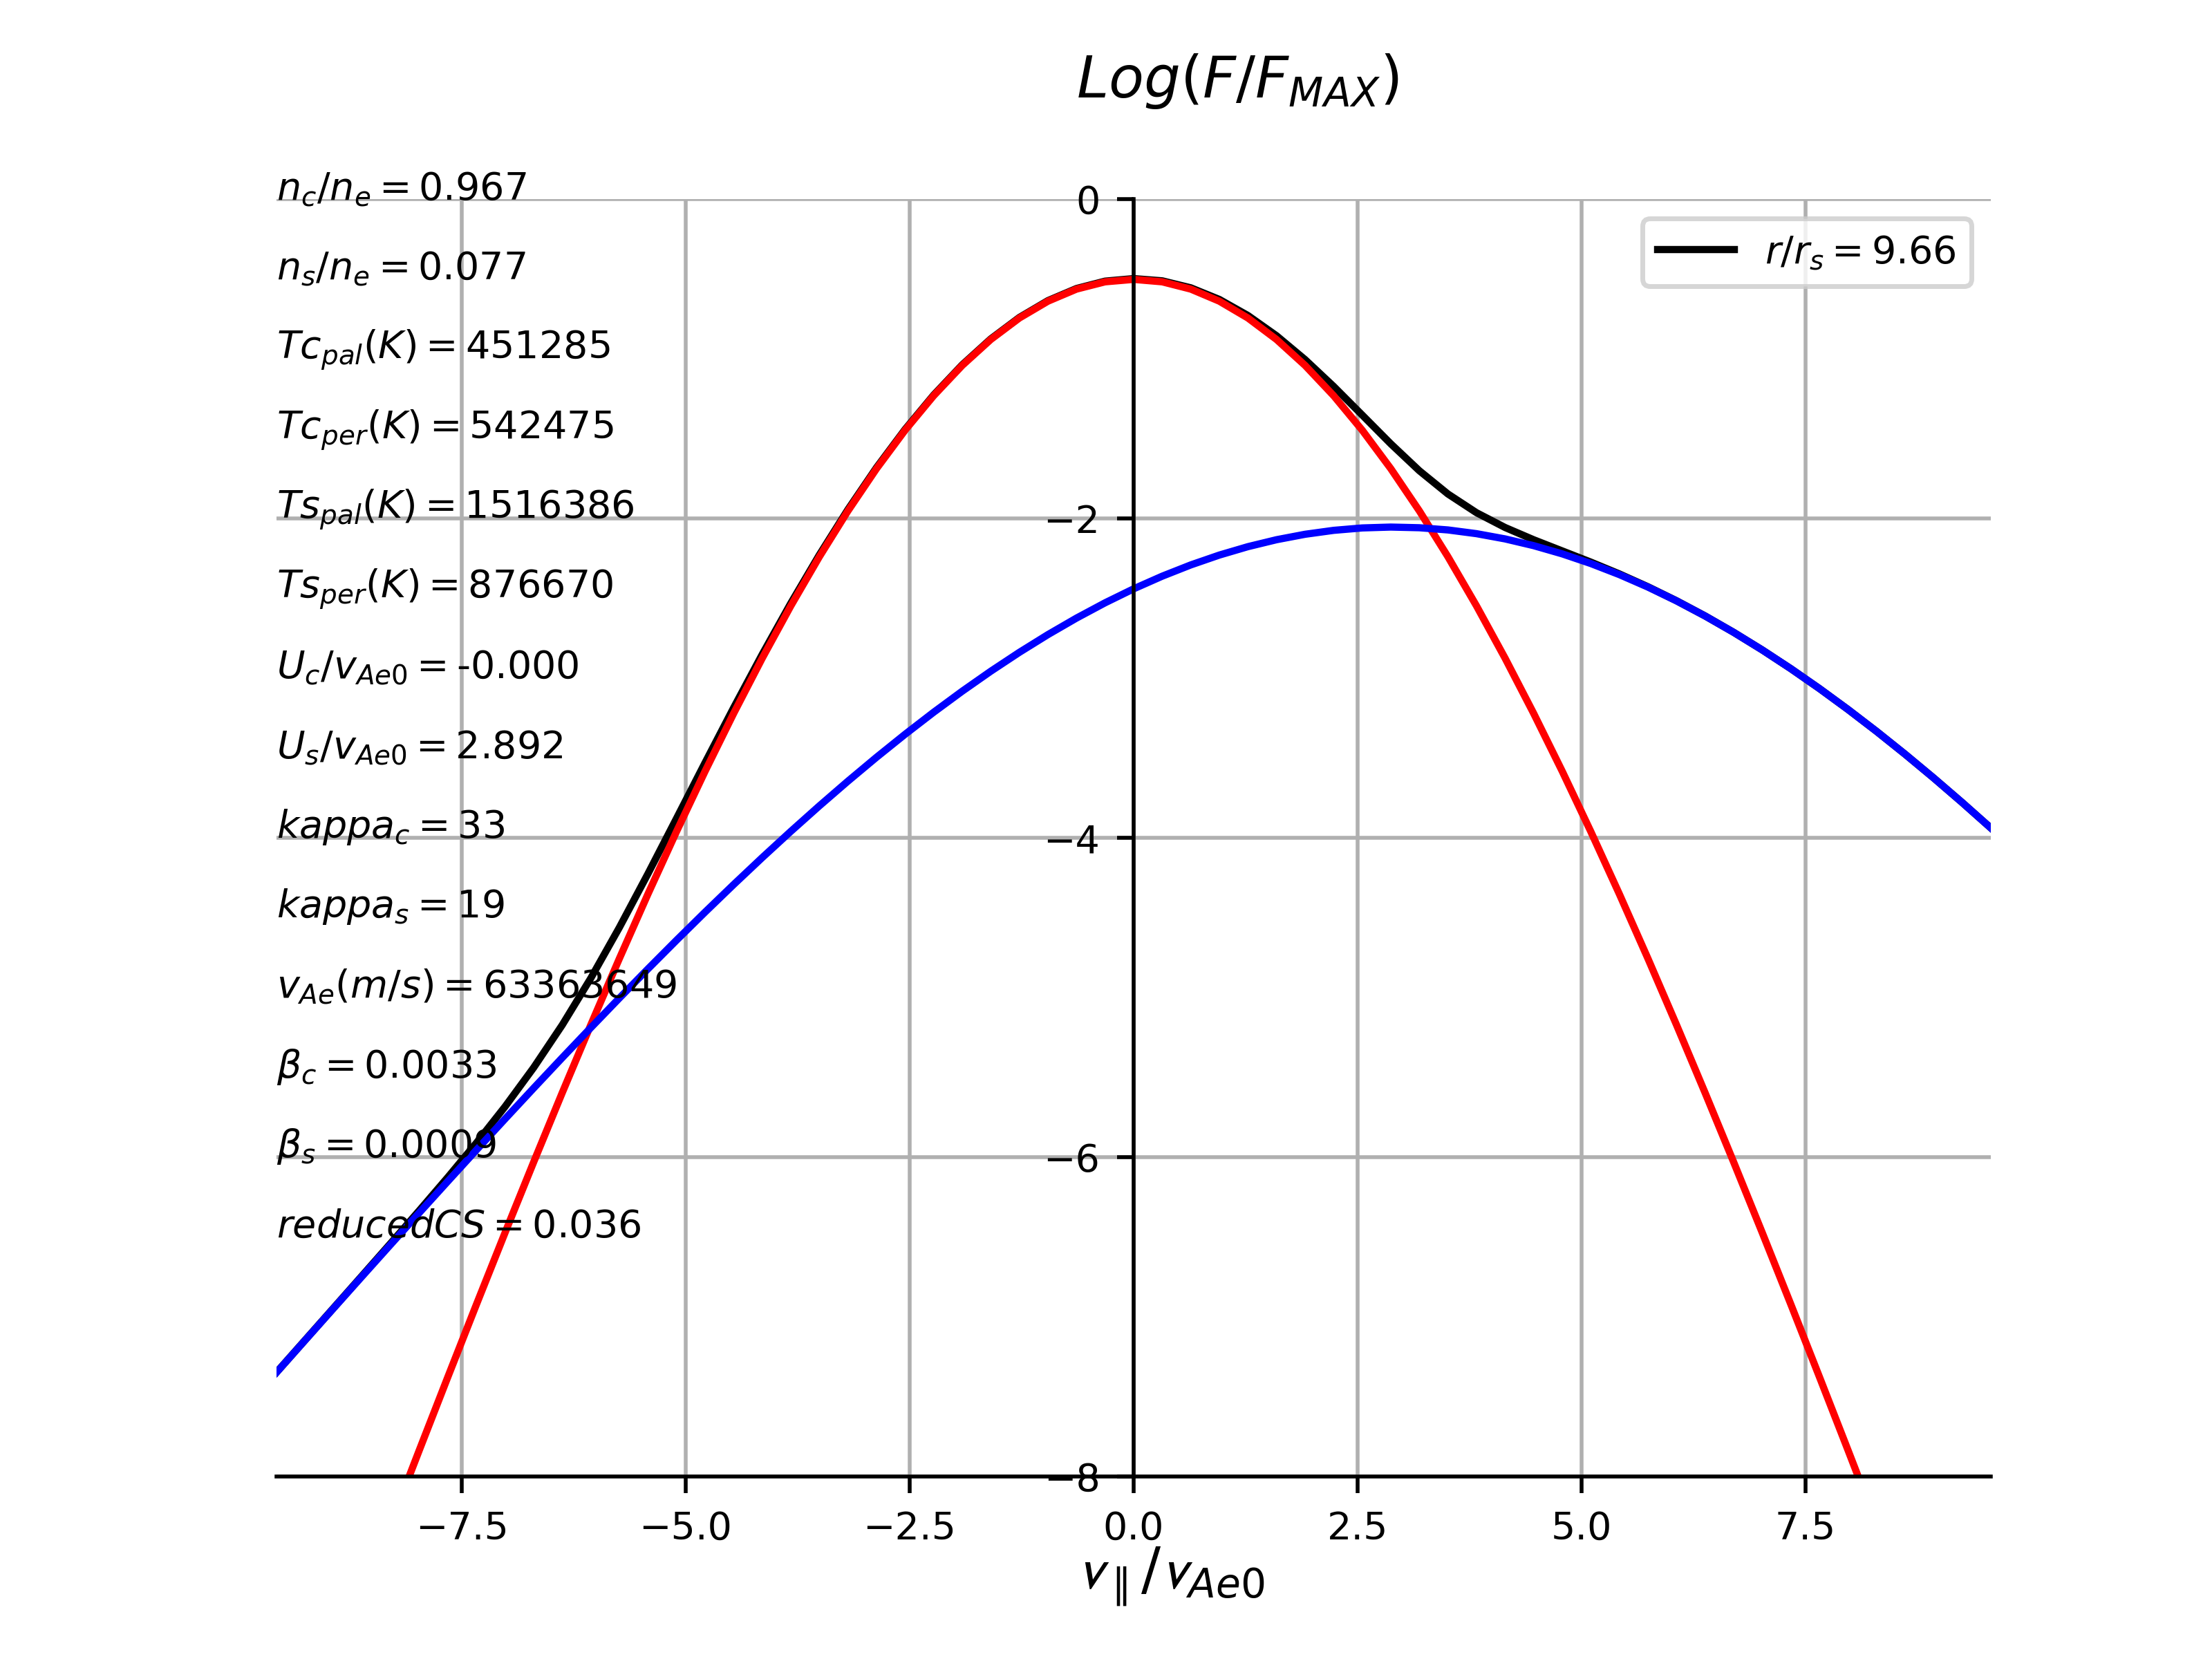 Log(F/F_MAX)
n_c/n_e = 0.967
0
r/r_s = 9.66
n_s/n_e = 0.077
Tc_pal(K) = 451285
Tc_per(K) = 542475
Ts_pal(K) = 1516386
−2
Ts_per(K) = 876670
U_c/v_Ae0 = -0.000
U_s/v_Ae0 = 2.892
kappa_c = 33
−4
kappa_s = 19
v_Ae(m/s) = 63363649
β_c = 0.0033
β_s = 0.0009
−6
reducedCS = 0.036
−8
−7.5 −5.0 −2.5 0.0 2.5 5.0 7.5
v_∥/v_Ae0